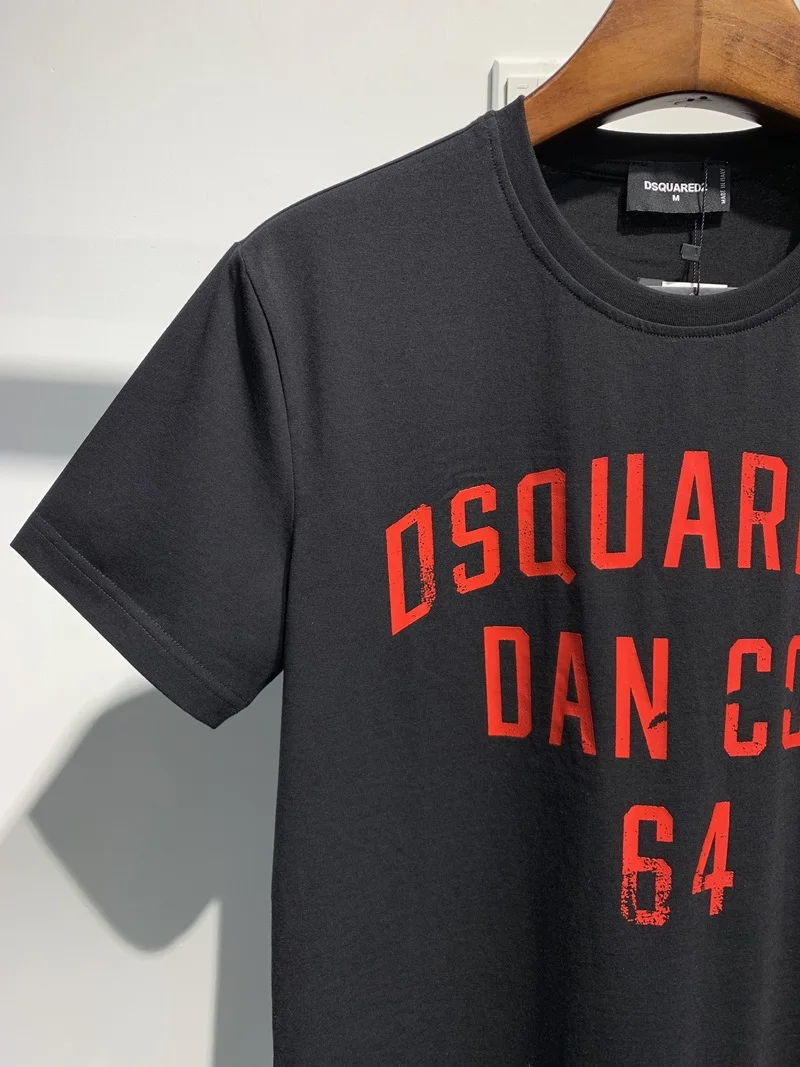 DSQUARED2
M
MADE IN ITALY
DSQUAR
DAN C
64